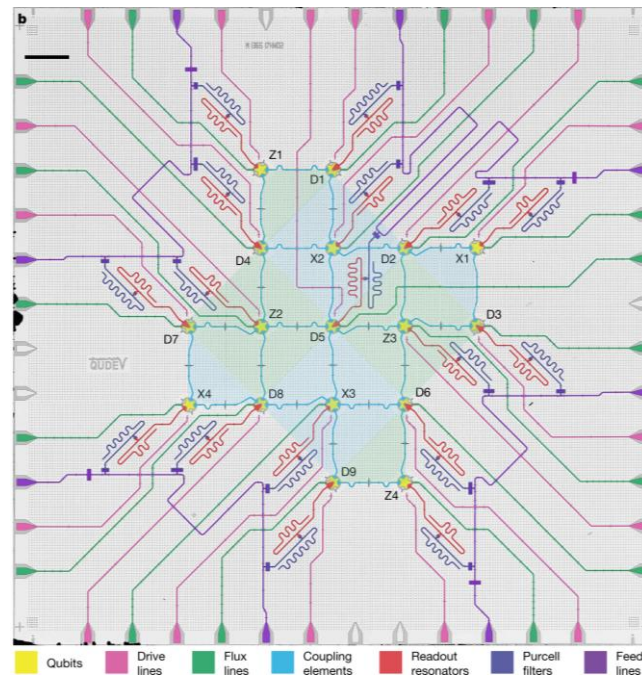 b
Z1
D1
D4
X2
D2
X1
D7
Z2
D5
Z3
D3
QUDEV
X4
D8
X3
D6
D9
Z4
Qubits
Drive lines
Flux lines
Coupling elements
Readout resonators
Purcell filters
Feed lines